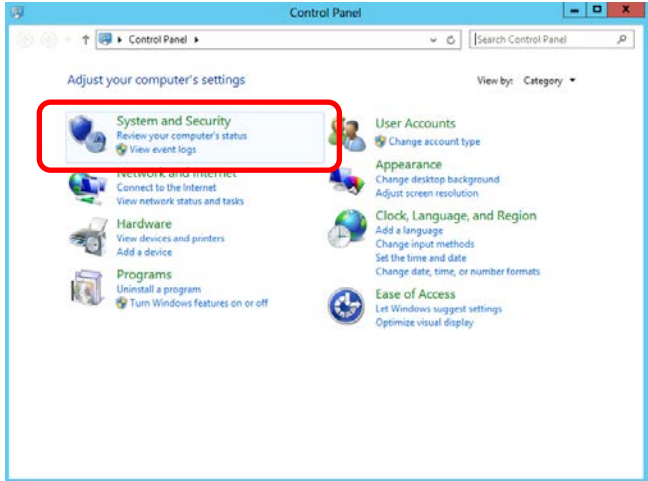 Control Panel
Control Panel
Search Control Panel
Adjust your computer's settings
View by: Category
System and Security
Review your computer's status
View event logs
Network and Internet
Connect to the Internet
View network status and tasks
Hardware
View devices and printers
Add a device
Programs
Uninstall a program
Turn Windows features on or off
User Accounts
Change account type
Appearance
Change desktop background
Adjust screen resolution
Clock, Language, and Region
Add a language
Change input methods
Set the time and date
Change date, time, or number formats
Ease of Access
Let Windows suggest settings
Optimize visual display